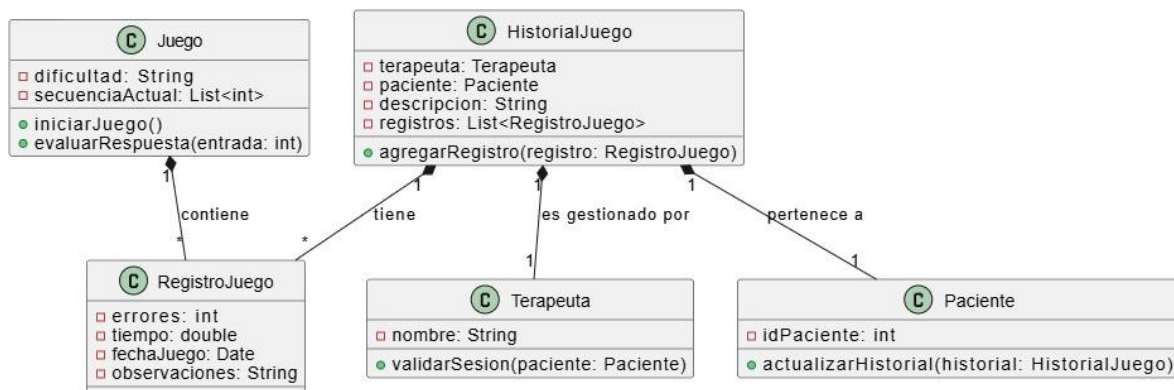 C Juego
dificultad: String
secuenciaActual: List<int>
iniciarJuego()
evaluarRespuesta(entrada: int)
C HistorialJuego
terapeuta: Terapeuta
paciente: Paciente
descripcion: String
registros: List<RegistroJuego>
agregarRegistro(registro: RegistroJuego)
1
1
1
1
contiene
tiene
es gestionado por
pertenece a
*
*
1
1
C RegistroJuego
errores: int
tiempo: double
fechaJuego: Date
observaciones: String
C Terapeuta
nombre: String
validarSesion(paciente: Paciente)
C Paciente
idPaciente: int
actualizarHistorial(historial: HistorialJuego)